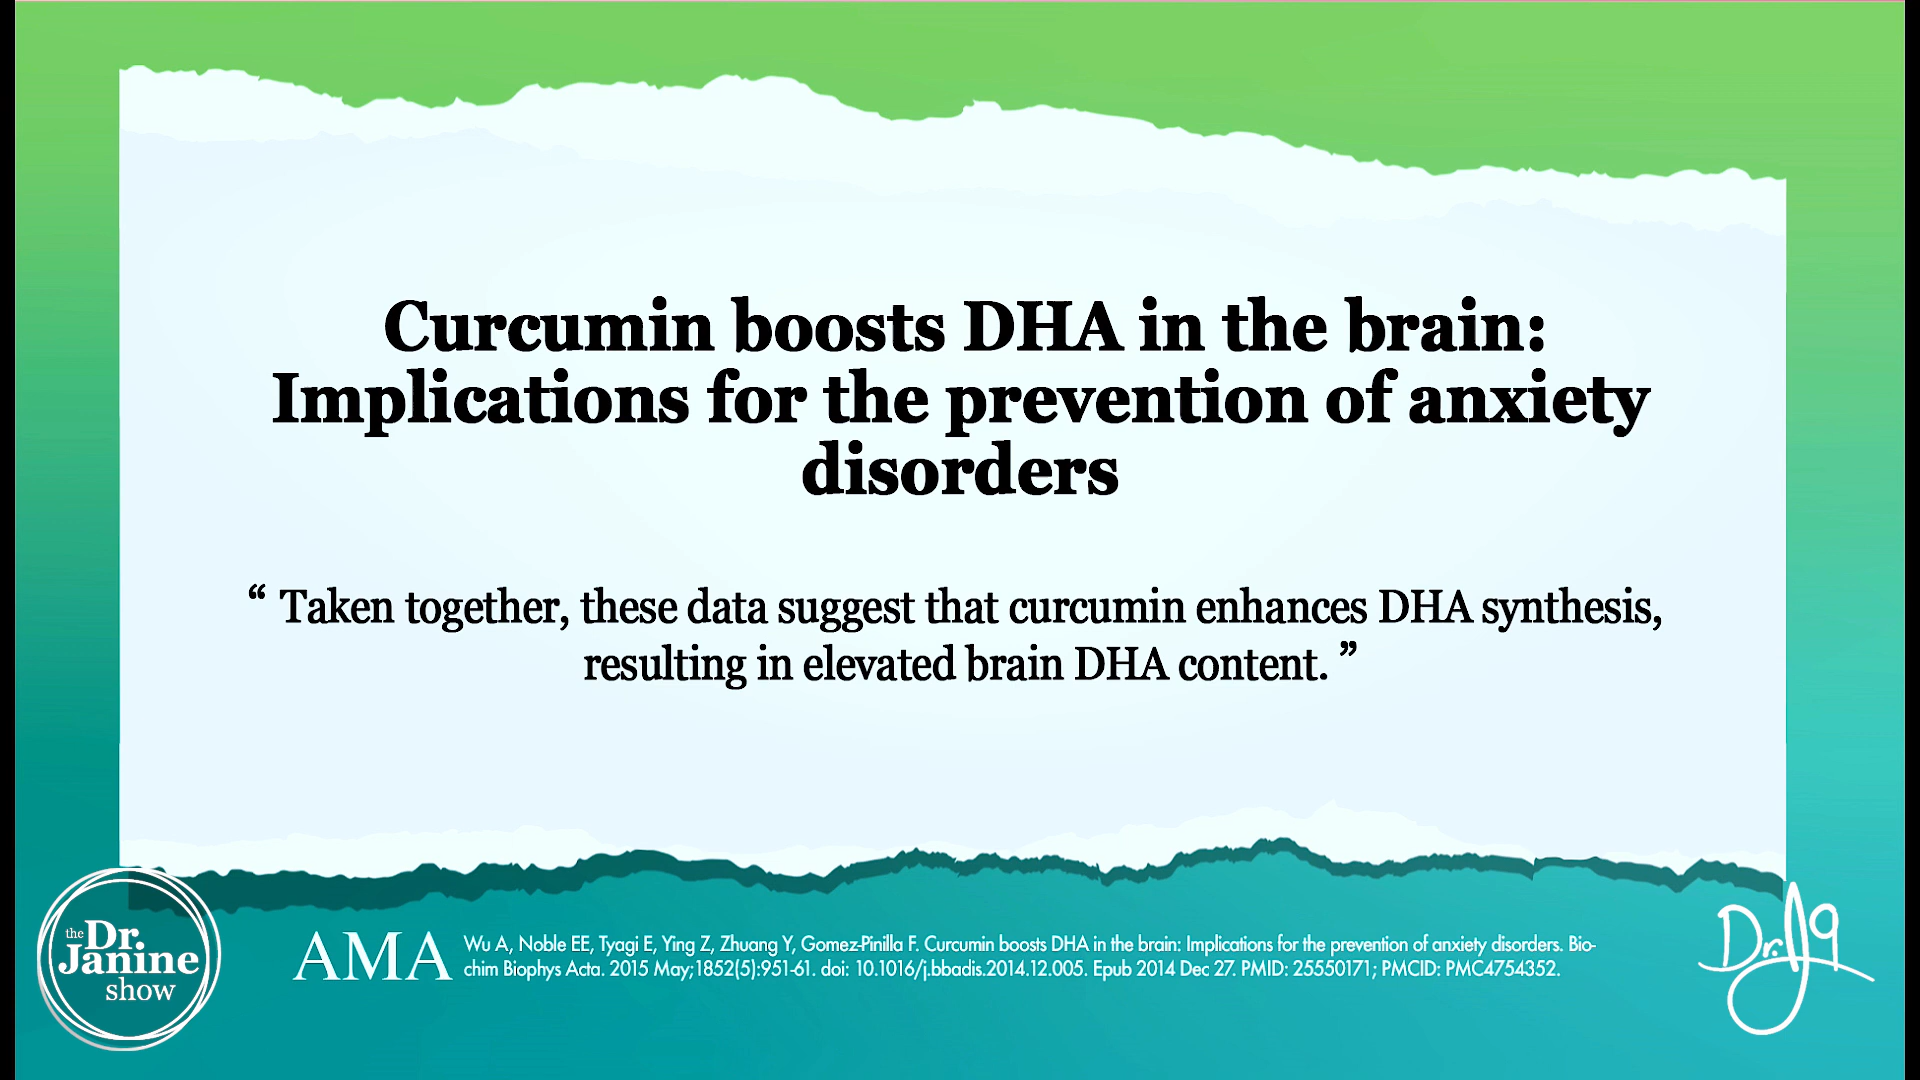 Curcumin boosts DHA in the brain:
Implications for the prevention of anxiety
disorders
“ Taken together, these data suggest that curcumin enhances DHA synthesis,
resulting in elevated brain DHA content. ”
the Dr.
Janine
show
AMA
Wu A, Noble EE, Tyagi E, Ying Z, Zhuang Y, Gomez-Pinilla F. Curcumin boosts DHA in the brain: Implications for the prevention of anxiety disorders. Bio-
chim Biophys Acta. 2015 May;1852(5):951-61. doi: 10.1016/j.bbadis.2014.12.005. Epub 2014 Dec 27. PMID: 25550171; PMCID: PMC4754352.
Dr. J9